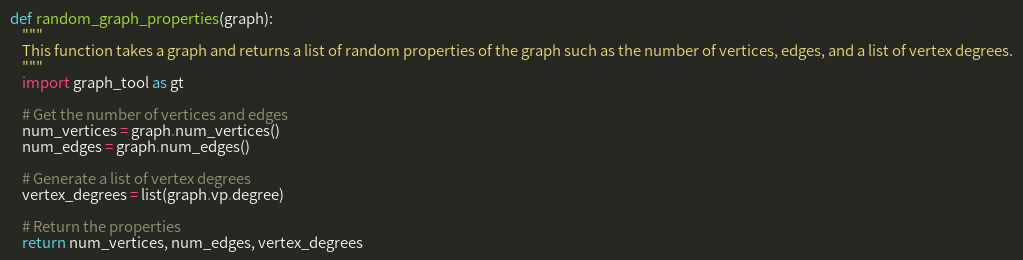 def random_graph_properties(graph):
    """
    This function takes a graph and returns a list of random properties of the graph such as the number of vertices, edges, and a list of vertex degrees.
    """
    import graph_tool as gt

    # Get the number of vertices and edges
    num_vertices = graph.num_vertices()
    num_edges = graph.num_edges()

    # Generate a list of vertex degrees
    vertex_degrees = list(graph.vp.degree)

    # Return the properties
    return num_vertices, num_edges, vertex_degrees